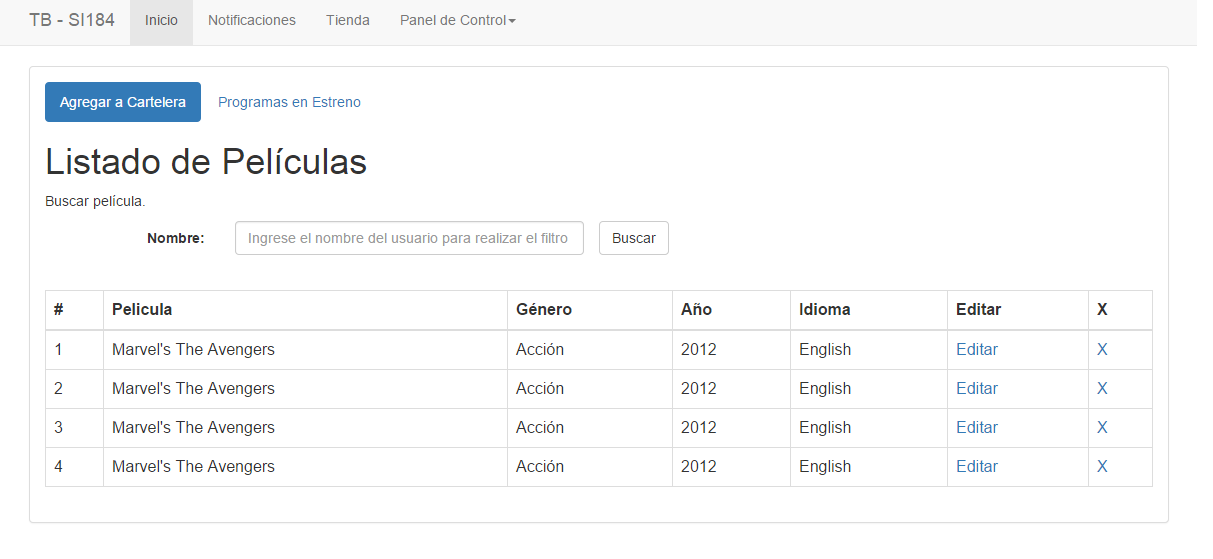 TB - SI184 Inicio Notificaciones Tienda Panel de Control
Agregar a Cartelera Programas en Estreno
Listado de Películas
Buscar película.
Nombre: Ingrese el nombre del usuario para realizar el filtro Buscar
# Pelicula Género Año Idioma Editar X
1 Marvel's The Avengers Acción 2012 English Editar X
2 Marvel's The Avengers Acción 2012 English Editar X
3 Marvel's The Avengers Acción 2012 English Editar X
4 Marvel's The Avengers Acción 2012 English Editar X